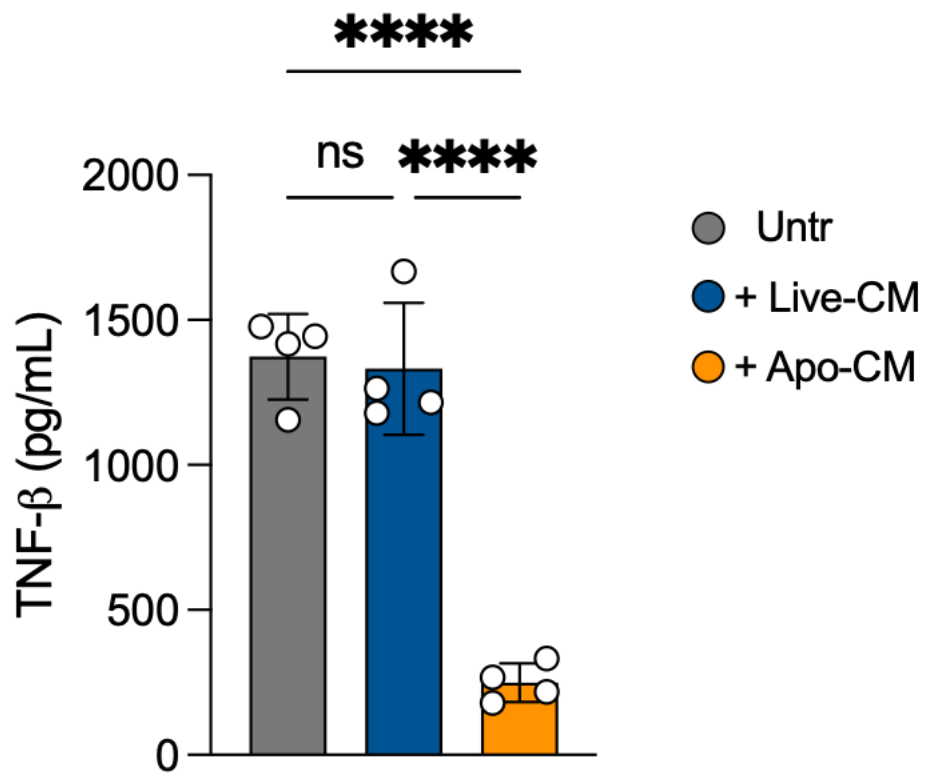 ****
ns ****
2000
1500
1000
500
0
TNF-β (pg/mL)
Untr
+ Live-CM
+ Apo-CM